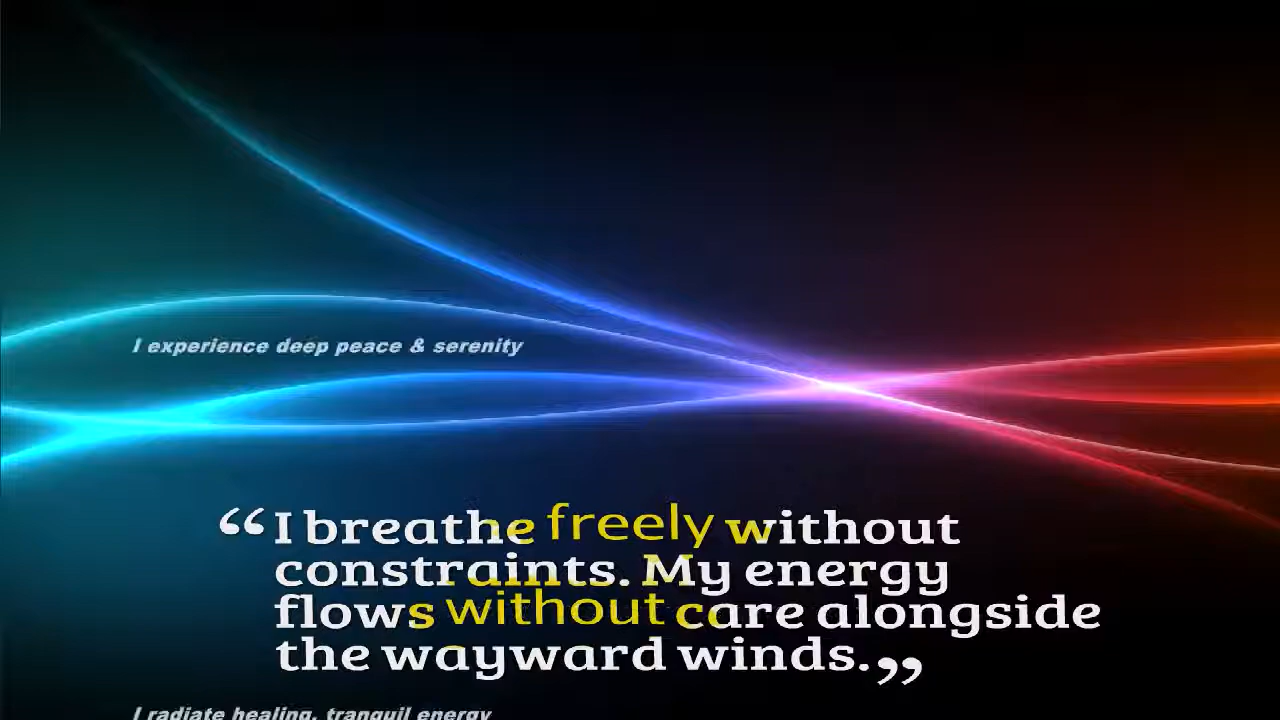 I experience deep peace & serenity
“I breathe freely without
constraints. My energy
flows without care alongside
the wayward winds.”
I radiate healing, tranquil energy